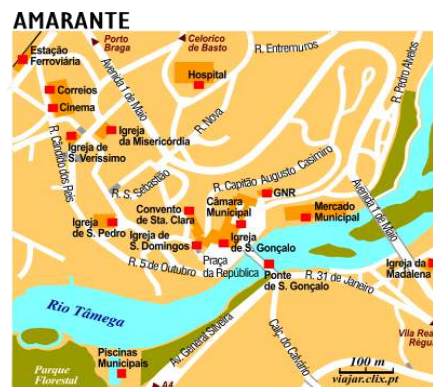 AMARANTE
Porto
Braga
Celorico
de Basto
R. Entremuros
R. Pedro Alvelos
Estação
Ferroviária
Avenida 1 de Maio
Hospital
Correios
Cinema
R. Nova
Igreja
da Misericórdia
Igreja de
S. Veríssimo
R. Cândido dos Reis
R. S. Sebastião
R. Capitão Augusto Casimiro
GNR
Avenida 1 de Maio
Convento
de Sta. Clara
Câmara
Municipal
Mercado
Municipal
Igreja
de S. Pedro
Igreja de
S. Domingos
Igreja
de S. Gonçalo
Praça
da República
R. 5 de Outubro
Ponte
de S. Gonçalo
R. 31 de Janeiro
Igreja da
Madalena
Rio Tâmega
Av. General Silveira
Calç. do Calvário
Vila Rea
Régu
Piscinas
Municipais
Parque
Florestal
A4
100 m
viajar.clix.pt